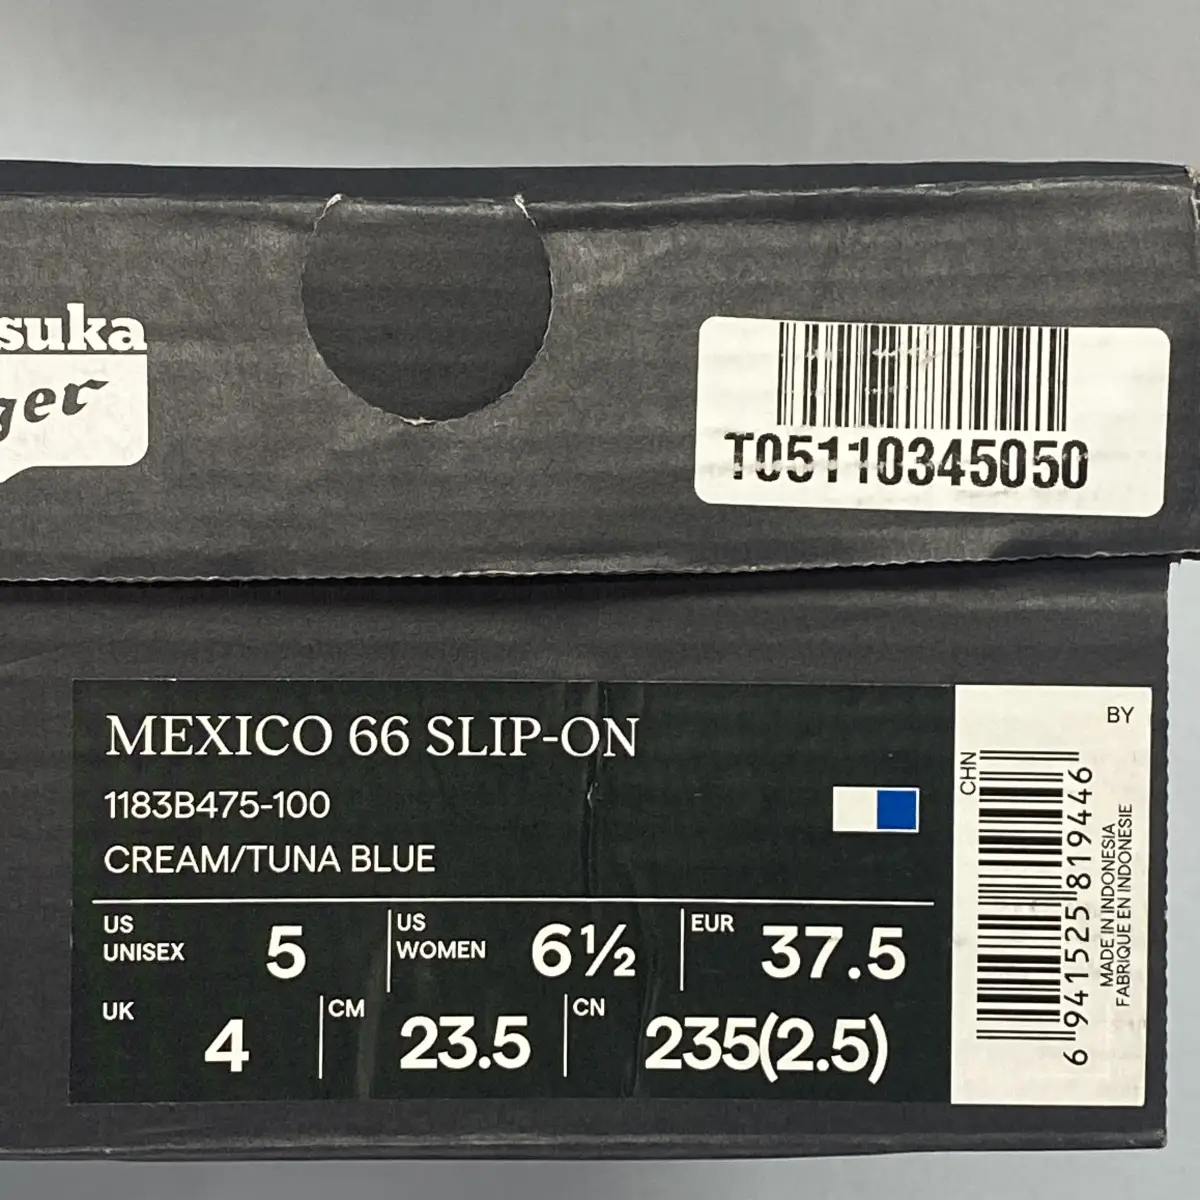 suka
ger
T05110345050
MEXICO 66 SLIP-ON
1183B475-100
CREAM/TUNA BLUE
US UNISEX 5
US WOMEN 6½
EUR 37.5
UK 4
CM 23.5
CN 235(2.5)
BY
CHN
6 941525 819446
MADE IN INDONESIA
FABRIQUE EN INDONESIE